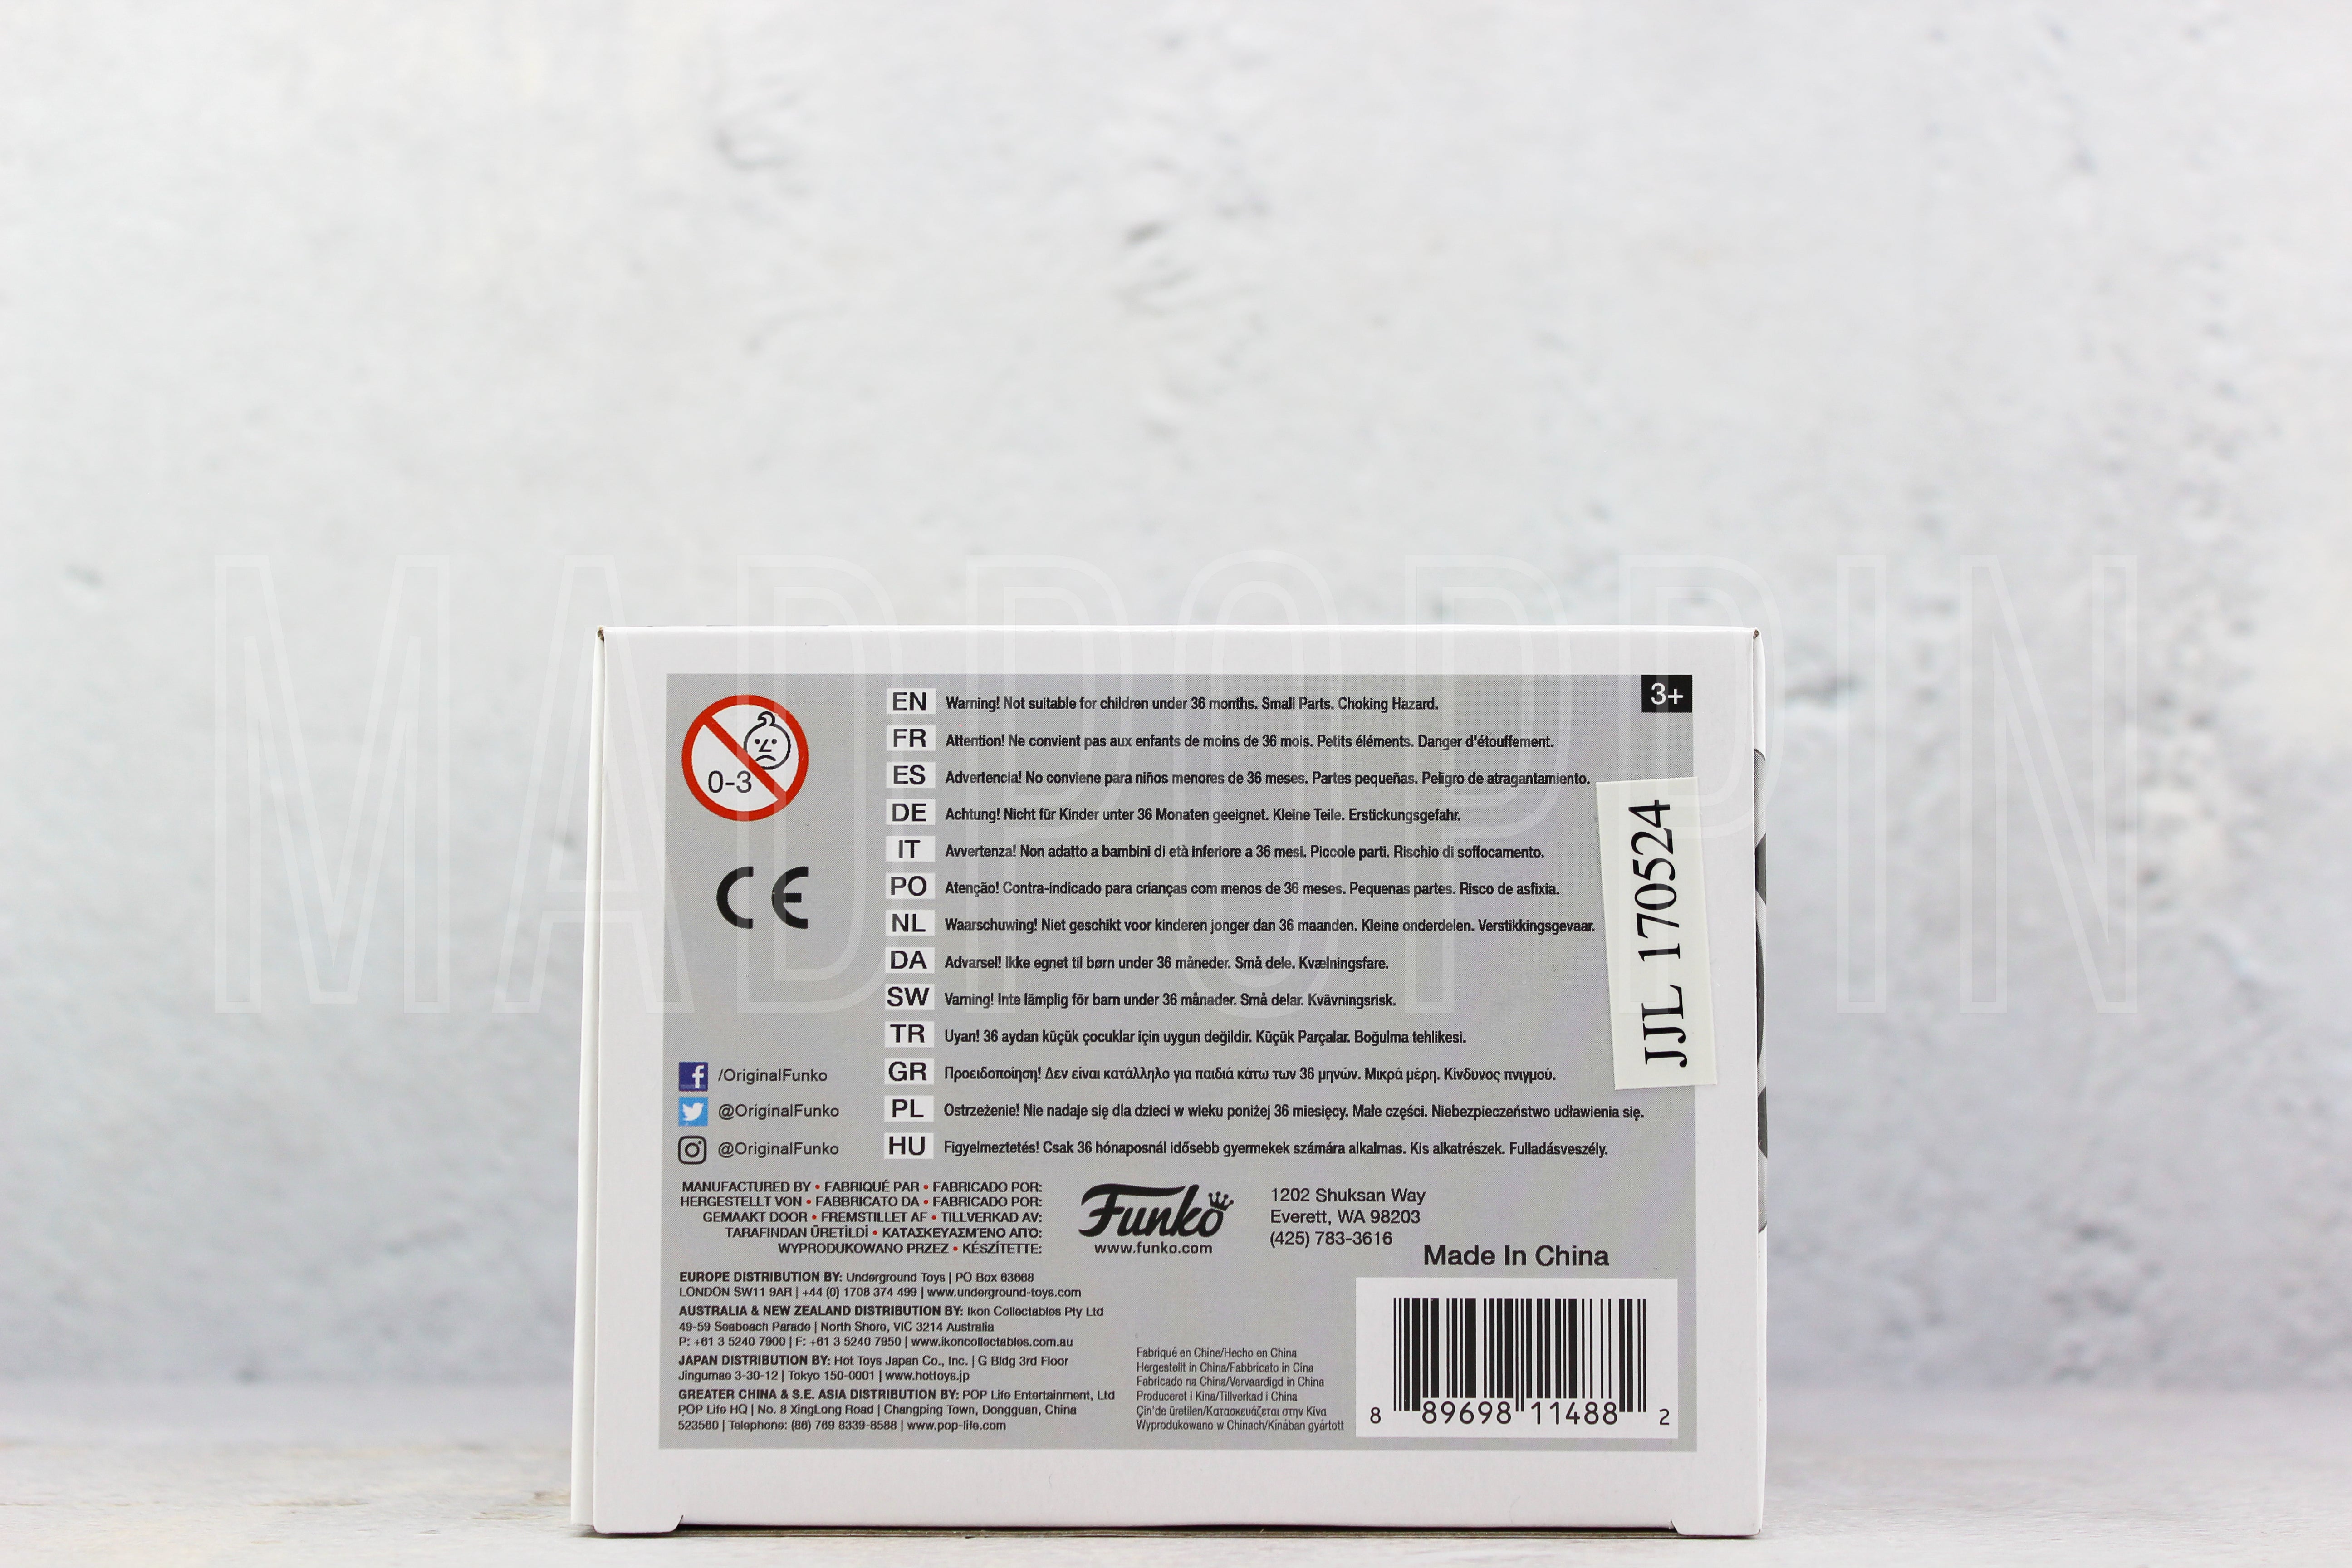 MADPOPPIN
3+
0-3
EN Warning! Not suitable for children under 36 months. Small Parts. Choking Hazard.
FR Attention! Ne convient pas aux enfants de moins de 36 mois. Petits éléments. Danger d'étouffement.
ES Advertencia! No conviene para niños menores de 36 meses. Partes pequeñas. Peligro de atragantamiento.
DE Achtung! Nicht für Kinder unter 36 Monaten geeignet. Kleine Teile. Erstickungsgefahr.
IT Avvertenza! Non adatto a bambini di età inferiore a 36 mesi. Piccole parti. Rischio di soffocamento.
PO Atenção! Contra-indicado para crianças com menos de 36 meses. Pequenas partes. Risco de asfixia.
NL Waarschuwing! Niet geschikt voor kinderen jonger dan 36 maanden. Kleine onderdelen. Verstikkingsgevaar.
DA Advarsel! Ikke egnet til børn under 36 måneder. Små dele. Kvælningsfare.
SW Varning! Inte lämplig för barn under 36 månader. Små delar. Kvävningsrisk.
TR Uyarı! 36 aydan küçük çocuklar için uygun değildir. Küçük Parçalar. Boğulma tehlikesi.
GR Προειδοποίηση! Δεν είναι κατάλληλο για παιδιά κάτω των 36 μηνών. Μικρά μέρη. Κίνδυνος πνιγμού.
PL Ostrzeżenie! Nie nadaje się dla dzieci w wieku poniżej 36 miesięcy. Małe części. Niebezpieczeństwo udławienia się.
HU Figyelmeztetés! Csak 36 hónaposnál idősebb gyermekek számára alkalmas. Kis alkatrészek. Fulladásveszély.
JJL 170524
CE
/OriginalFunko
@OriginalFunko
@OriginalFunko
MANUFACTURED BY • FABRIQUÉ PAR • FABRICADO POR:
HERGESTELLT VON • FABBRICATO DA • FABRICADO POR:
GEMAAKT DOOR • FREMSTILLET AF • TILLVERKAD AV:
TARAFINDAN ÜRETİLDİ • ΚΑΤΑΣΚΕΥΑΣΜΈΝΟ ΑΠΌ:
WYPRODUKOWANO PRZEZ • KÉSZÍTETTE:
Funko
www.funko.com
1202 Shuksan Way
Everett, WA 98203
(425) 783-3616
Made In China
EUROPE DISTRIBUTION BY: Underground Toys | PO Box 63668
LONDON SW11 9AR | +44 (0) 1708 374 499 | www.underground-toys.com
AUSTRALIA & NEW ZEALAND DISTRIBUTION BY: Ikon Collectables Pty Ltd
49-59 Seabeach Parade | North Shore, VIC 3214 Australia
P: +61 3 5240 7900 | F: +61 3 5240 7950 | www.ikoncollectables.com.au
JAPAN DISTRIBUTION BY: Hot Toys Japan Co., Inc. | G Bldg 3rd Floor
Jingumae 3-30-12 | Tokyo 150-0001 | www.hottoys.jp
GREATER CHINA & S.E. ASIA DISTRIBUTION BY: POP Life Entertainment, Ltd
POP Life HQ | No. 8 XingLong Road | Changping Town, Dongguan, China
523560 | Telephone: (86) 769 8339-8588 | www.pop-life.com
Fabriqué en Chine/Hecho en China
Hergestellt in China/Fabbricato in Cina
Fabricado na China/Vervaardigd in China
Produceret i Kina/Tillverkad i China
Çin'de üretilen/Κατασκευάζεται στην Κίνα
Wyprodukowano w Chinach/Kínában gyártott
8 89698 11488 2